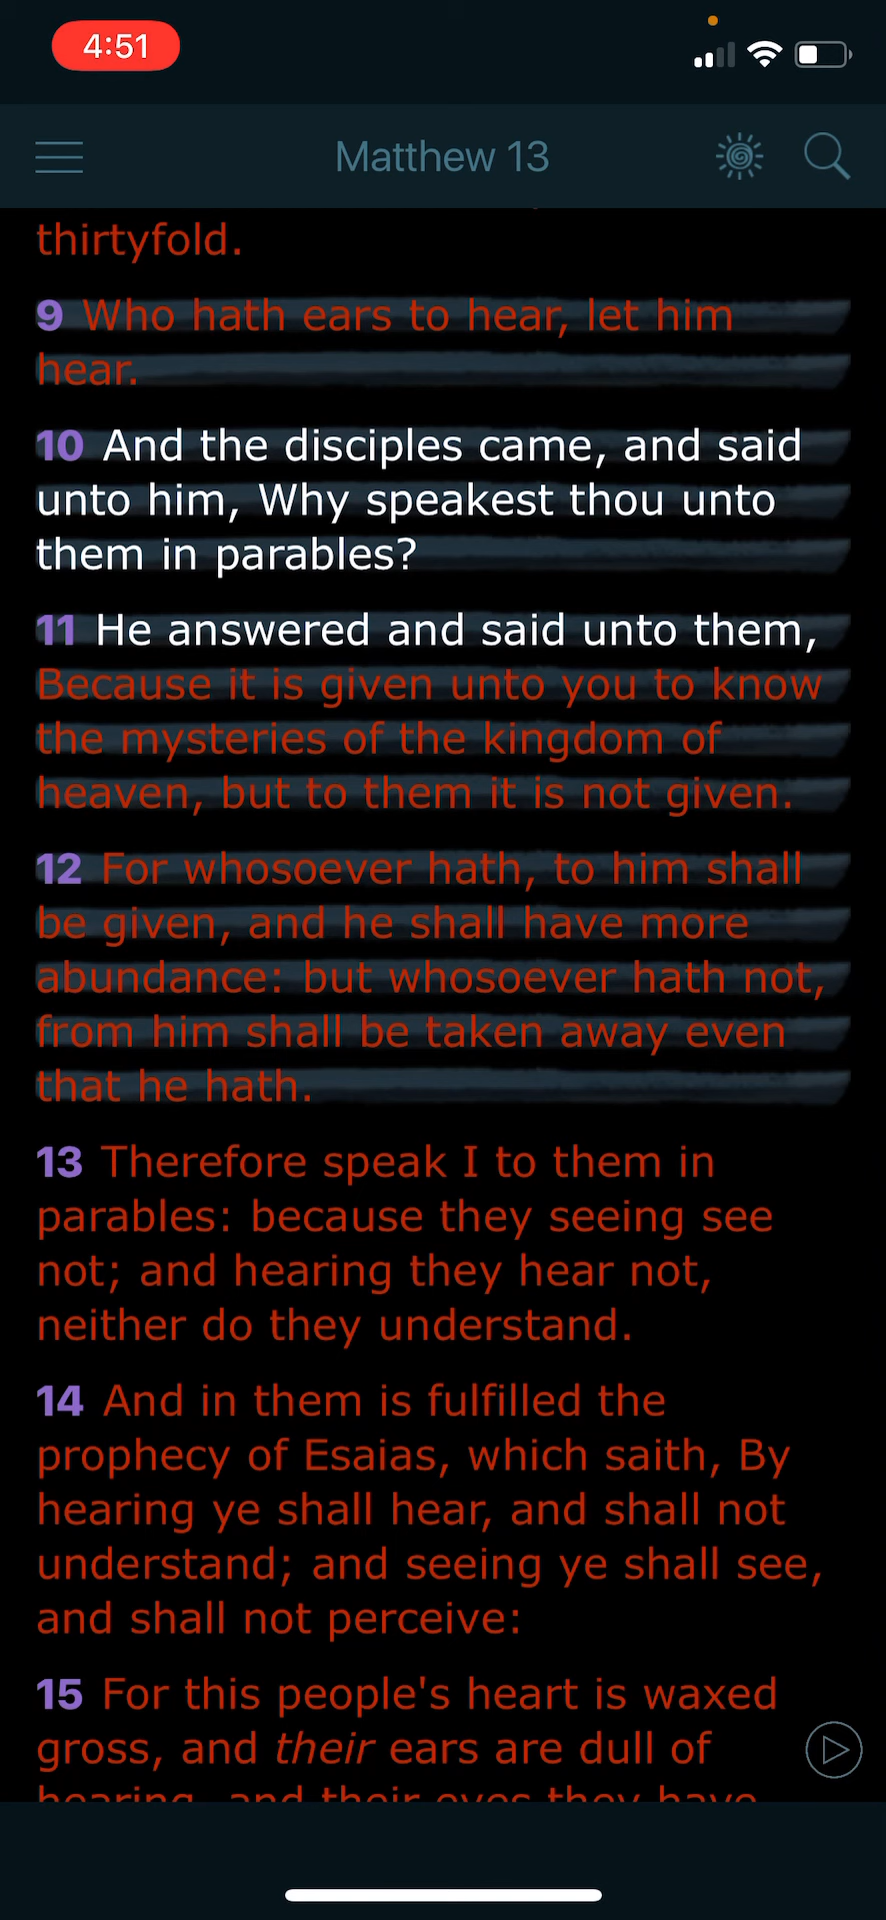 4:51
Matthew 13
thirtyfold.
9 Who hath ears to hear, let him
hear.
10 And the disciples came, and said
unto him, Why speakest thou unto
them in parables?
11 He answered and said unto them,
Because it is given unto you to know
the mysteries of the kingdom of
heaven, but to them it is not given.
12 For whosoever hath, to him shall
be given, and he shall have more
abundance: but whosoever hath not,
from him shall be taken away even
that he hath.
13 Therefore speak I to them in
parables: because they seeing see
not; and hearing they hear not,
neither do they understand.
14 And in them is fulfilled the
prophecy of Esaias, which saith, By
hearing ye shall hear, and shall not
understand; and seeing ye shall see,
and shall not perceive:
15 For this people's heart is waxed
gross, and their ears are dull of
hearing, and their eyes they have